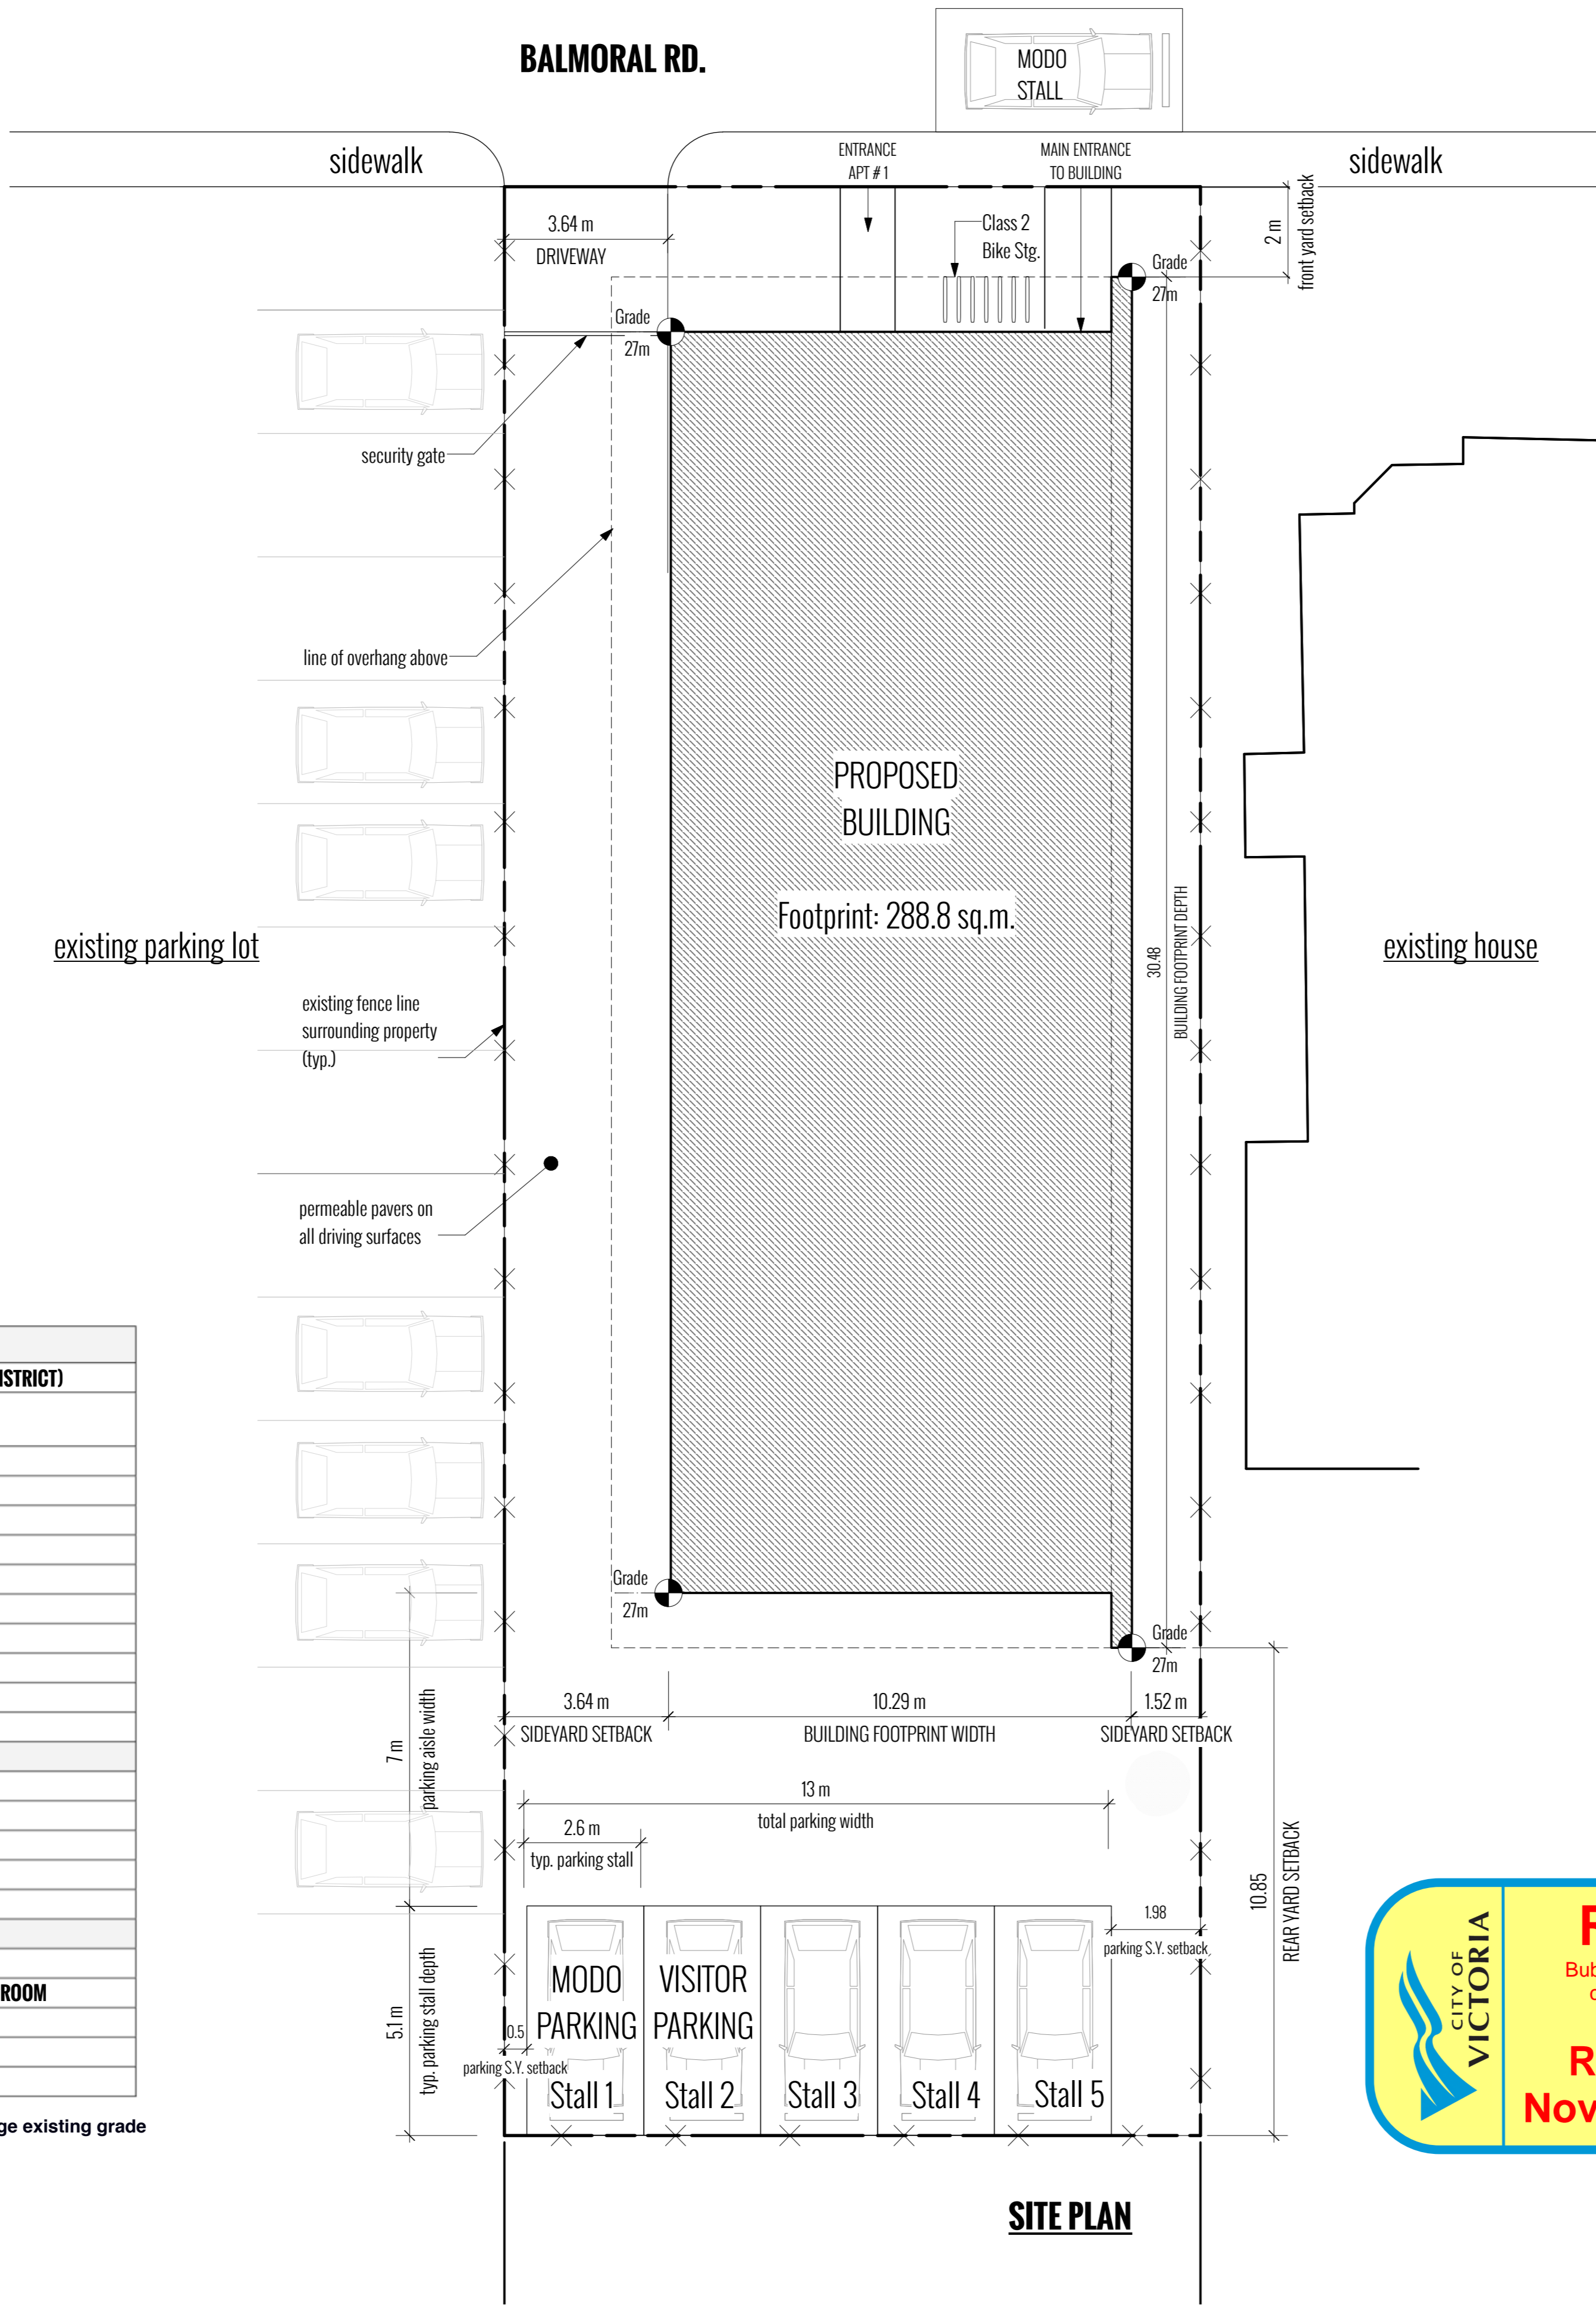 BALMORAL RD.
MODO
STALL
sidewalk
ENTRANCE
APT # 1
MAIN ENTRANCE
TO BUILDING
sidewalk
3.64 m
DRIVEWAY
Class 2
Bike Stg.
2 m
front yard setback
Grade
27m
Grade
27m
security gate
line of overhang above
PROPOSED
BUILDING
Footprint: 288.8 sq.m.
30.48
BUILDING FOOTPRINT DEPTH
existing parking lot
existing house
existing fence line
surrounding property
(typ.)
permeable pavers on
all driving surfaces
ISTRICT)
ROOM
ge existing grade
Grade
27m
Grade
27m
3.64 m
SIDEYARD SETBACK
10.29 m
BUILDING FOOTPRINT WIDTH
1.52 m
SIDEYARD SETBACK
7 m
parking aisle width
13 m
total parking width
2.6 m
typ. parking stall
10.85
REAR YARD SETBACK
1.98
parking S.Y. setback
5.1 m
typ. parking stall depth
0.5
parking S.Y. setback
MODO
PARKING
Stall 1
VISITOR
PARKING
Stall 2
Stall 3
Stall 4
Stall 5
CITY OF
VICTORIA
R
Nov
SITE PLAN